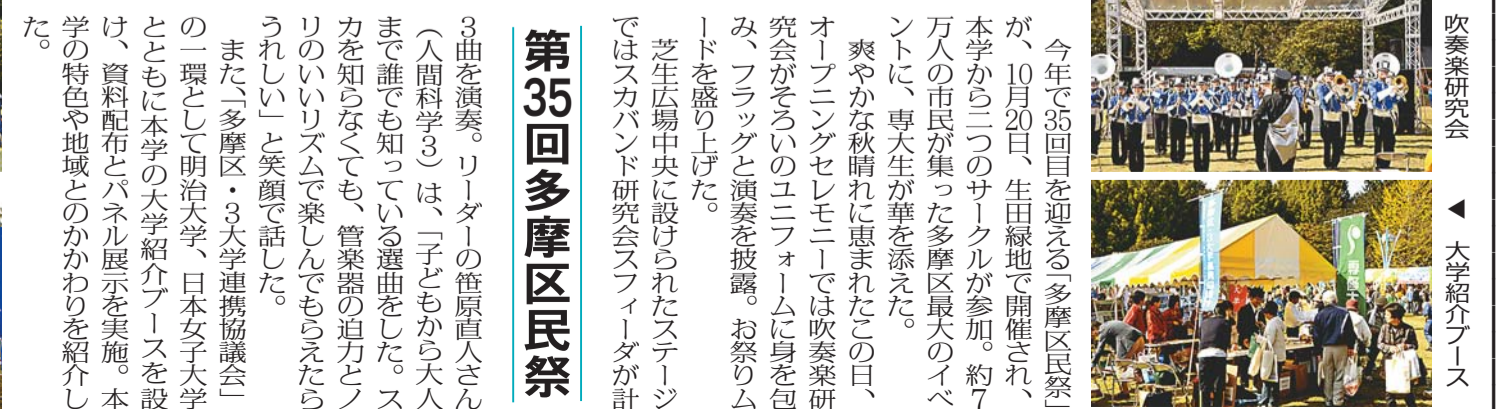 吹奏楽研究会
◀ 大学紹介ブース
今年で35回目を迎える「多摩区民祭」
が、10月20日、生田緑地で開催され、
本学から二つのサークルが参加。約7
万人の市民が集った多摩区最大のイベ
ントに、専大生が華を添えた。
爽やかな秋晴れに恵まれたこの日、
オープニングセレモニーでは吹奏楽研
究会がそろいのユニフォームに身を包
み、フラッグと演奏を披露。お祭りム
ードを盛り上げた。
芝生広場中央に設けられたステージ
ではスカバンド研究会スフィーダが計
第35回多摩区民祭
3曲を演奏。リーダーの笹原直人さん
（人間科学3）は、「子どもから大人
まで誰でも知っている選曲をした。ス
カを知らなくても、管楽器の迫力とノ
リのいいリズムで楽しんでもらえたら
うれしい」と笑顔で話した。
また、「多摩区・3大学連携協議会」
の一環として明治大学、日本女子大学
とともに本学の大学紹介ブースを設
け、資料配布とパネル展示を実施。本
学の特色や地域とのかかわりを紹介し
た。